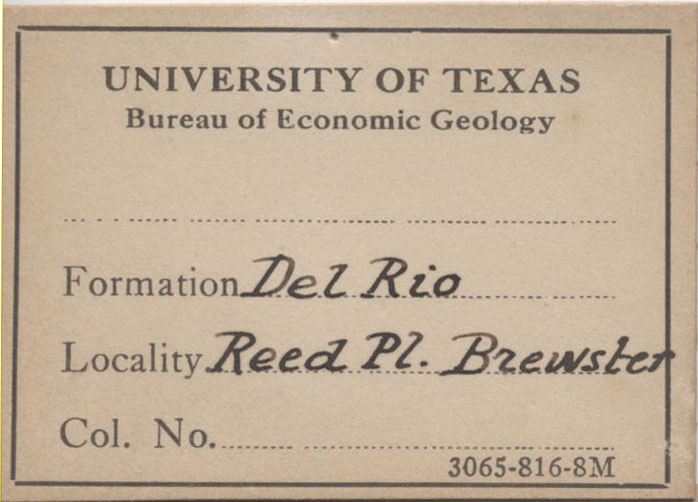 UNIVERSITY OF TEXAS
Bureau of Economic Geology
Formation Del Rio
Locality Reed Pl. Brewster
Col. No.
3065-816-8M